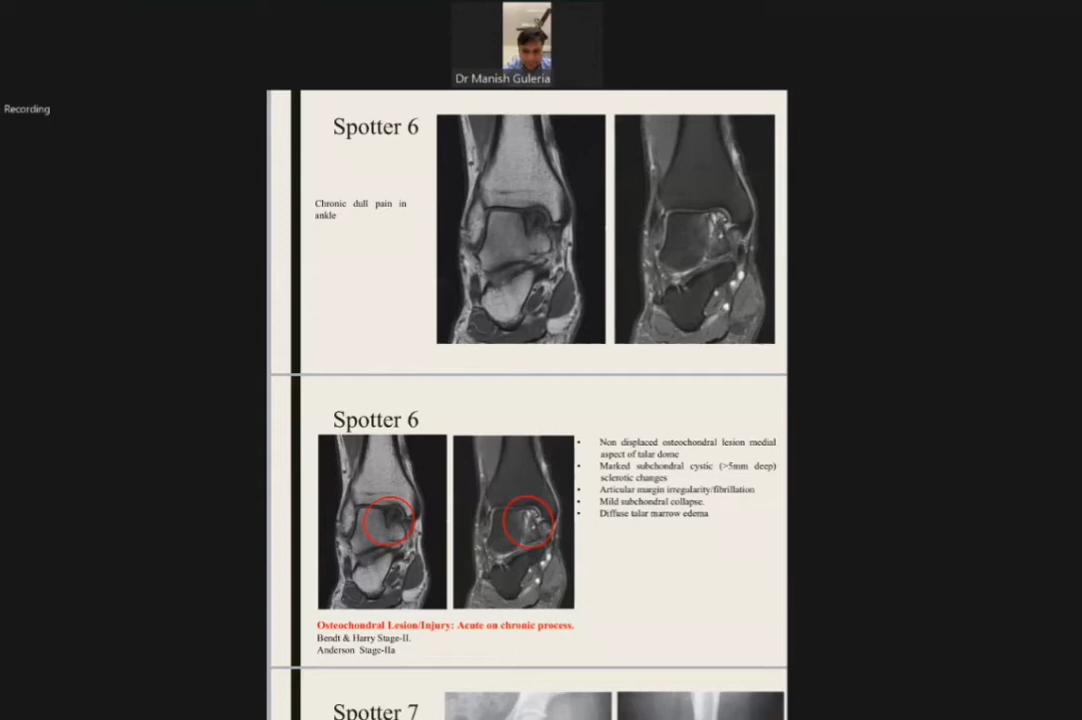 Dr Manish Guleria
Recording
Spotter 6
Chronic dull pain in
ankle
Spotter 6
• Non displaced osteochondral lesion medial
aspect of talar dome
• Marked subchondral cystic (>5mm deep)
sclerotic changes
• Articular margin irregularity/fibrillation
• Mild subchondral collapse.
• Diffuse talar marrow edema
Osteochondral Lesion/Injury: Acute on chronic process.
Bendt & Harry Stage-II.
Anderson Stage-IIa
Spotter 7